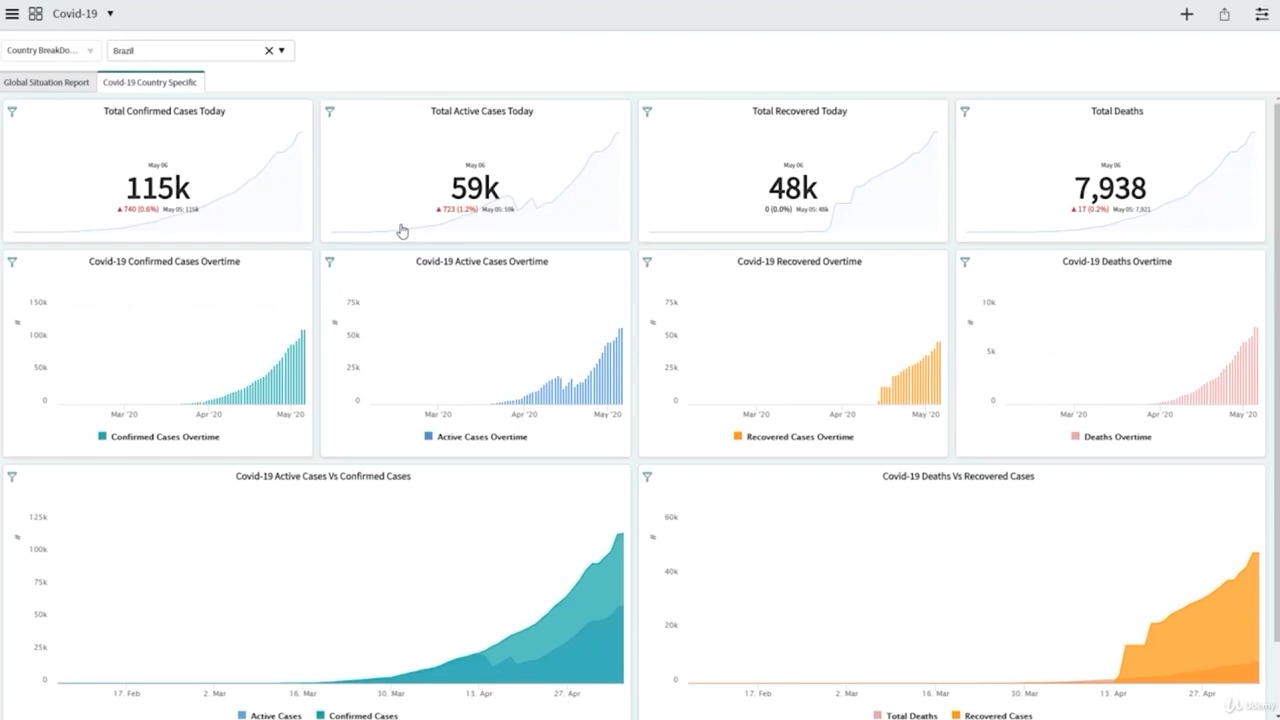 Covid-19
Country BreakDo...
Brazil
Global Situation Report
Covid-19 Country Specific
Total Confirmed Cases Today
May 06
115k
▲740 (0.6%) May 05: 115k
Total Active Cases Today
May 06
59k
▲723 (1.2%) May 05: 59k
Total Recovered Today
May 06
48k
0 (0.0%) May 05: 48k
Total Deaths
May 06
7,938
▲17 (0.2%) May 05: 7,921
Covid-19 Confirmed Cases Overtime
150k
#
100k
50k
0
Mar '20 Apr '20 May '20
Confirmed Cases Overtime
Covid-19 Active Cases Overtime
75k
#
50k
25k
0
Mar '20 Apr '20 May '20
Active Cases Overtime
Covid-19 Recovered Overtime
75k
#
50k
25k
0
Mar '20 Apr '20 May '20
Recovered Cases Overtime
Covid-19 Deaths Overtime
10k
#
5k
0
Mar '20 Apr '20 May '20
Deaths Overtime
Covid-19 Active Cases Vs Confirmed Cases
125k
#
100k
75k
50k
25k
0
17. Feb 2. Mar 16. Mar 30. Mar 13. Apr 27. Apr
Active Cases Confirmed Cases
Covid-19 Deaths Vs Recovered Cases
60k
#
40k
20k
0
17. Feb 2. Mar 16. Mar 30. Mar 13. Apr 27. Apr
Total Deaths Recovered Cases
Udemy